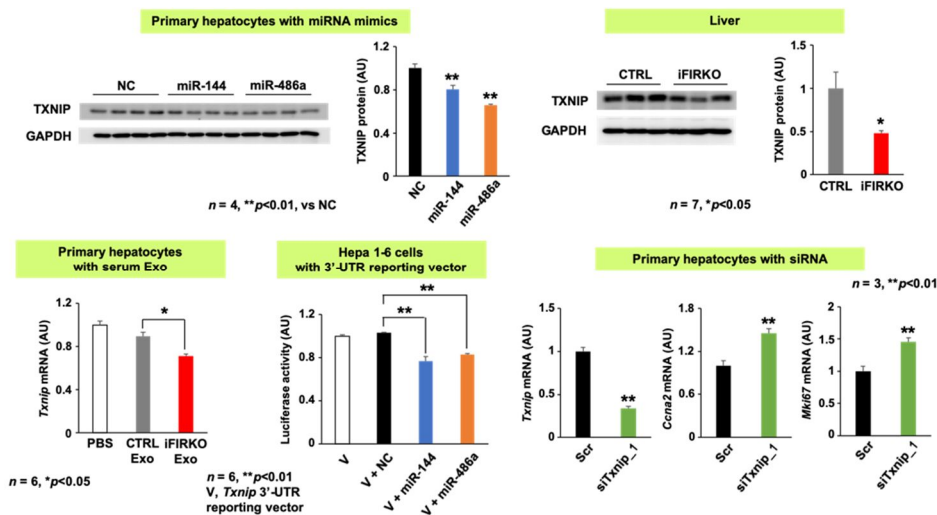 Primary hepatocytes with miRNA mimics
NC miR-144 miR-486a
TXNIP
GAPDH
TXNIP protein (AU)
1.2
0.8
0.4
0
**
**
NC
miR-144
miR-486a
n = 4, **p<0.01, vs NC
Liver
CTRL iFIRKO
TXNIP
GAPDH
TXNIP protein (AU)
1.5
1
0.5
0
*
CTRL iFIRKO
n = 7, *p<0.05
Primary hepatocytes
with serum Exo
Txnip mRNA (AU)
1.2
0.8
0.4
0
*
PBS CTRL iFIRKO
Exo Exo
n = 6, *p<0.05
Hepa 1-6 cells
with 3’-UTR reporting vector
Luciferase activity (AU)
1.5
1.0
0.5
0
**
**
V
V + NC
V + miR-144
V + miR-486a
n = 6, **p<0.01
V, Txnip 3’-UTR
reporting vector
Primary hepatocytes with siRNA
n = 3, **p<0.01
Txnip mRNA (AU)
1.5
1
0.5
0
**
Scr
siTxnip_1
Ccna2 mRNA (AU)
1.8
1.2
0.6
0
**
Scr
siTxnip_1
Mki67 mRNA (AU)
2
1.5
1
0.5
0
**
Scr
siTxnip_1